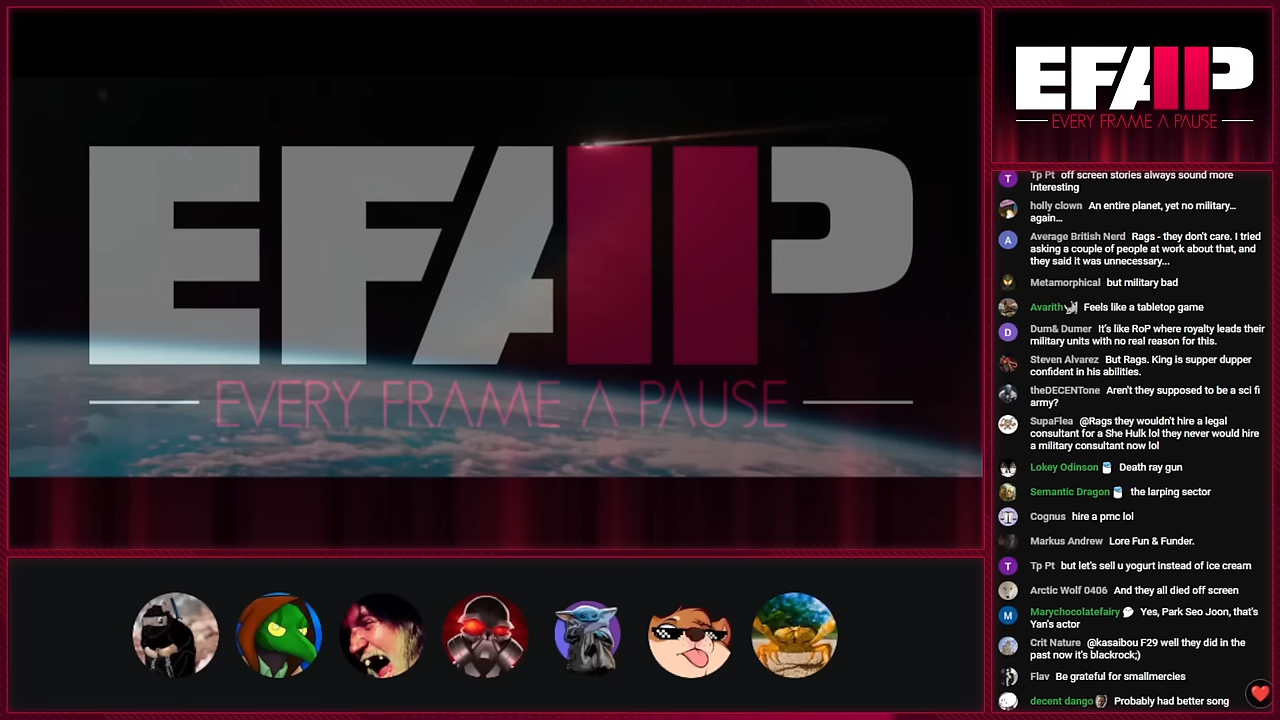 EFAP
EVERY FRAME A PAUSE
EFAP
EVERY FRAME A PAUSE
T Tp Pt off screen stories always sound more
interesting
holly clown An entire planet, yet no military...
again...
A Average British Nerd Rags - they don't care. I tried
asking a couple of people at work about that, and
they said it was unnecessary...
Metamorphical but military bad
Avarith Feels like a tabletop game
D Dum& Dumer It's like RoP where royalty leads their
military units with no real reason for this.
Steven Alvarez But Rags. King is supper dupper
confident in his abilities.
theDECENTone Aren't they supposed to be a sci fi
army?
SupaFlea @Rags they wouldn't hire a legal
consultant for a She Hulk lol they never would hire
a military consultant now lol
Lokey Odinson Death ray gun
Semantic Dragon the larping sector
Cognus hire a pmc lol
Markus Andrew Lore Fun & Funder.
T Tp Pt but let's sell u yogurt instead of ice cream
Arctic Wolf 0406 And they all died off screen
M Marychocolatefairy Yes, Park Seo Joon, that's
Yan's actor
Crit Nature @kasaibou F29 well they did in the
past now it's blackrock;)
Flav Be grateful for smallmercies
decent dango Probably had better song